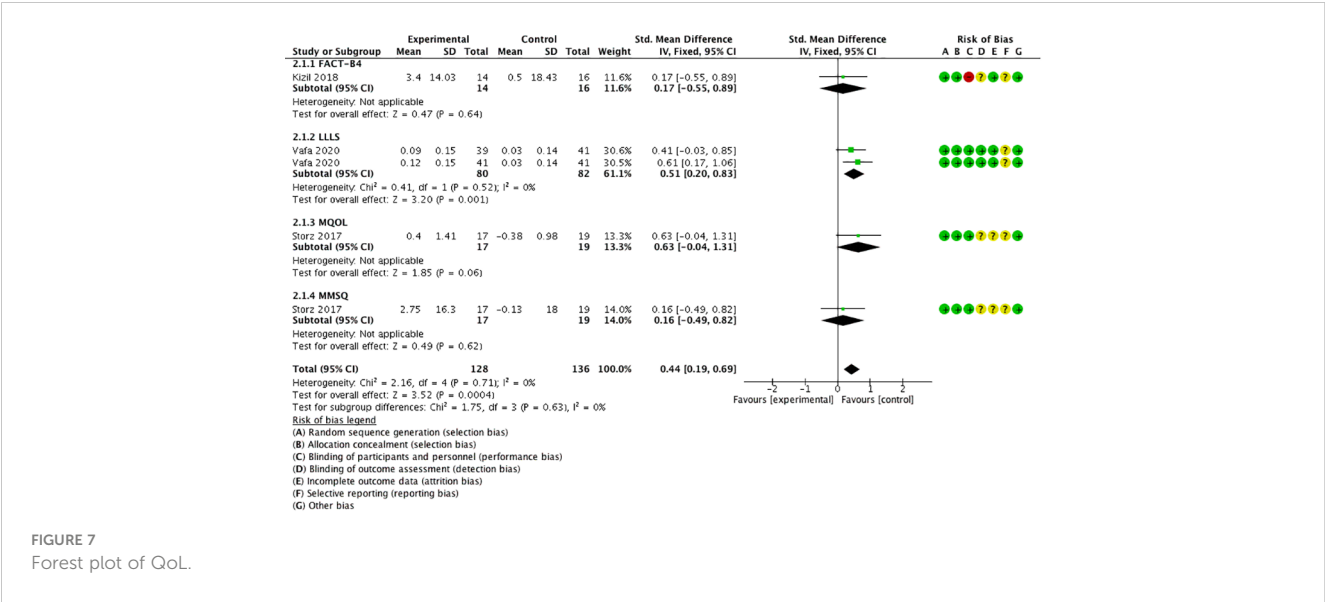 Experimental Control Std. Mean Difference Std. Mean Difference Risk of Bias
Study or Subgroup Mean SD Total Mean SD Total Weight IV, Fixed, 95% CI IV, Fixed, 95% CI A B C D E F G
2.1.1 FACT-B4
Kizil 2018 3.4 14.03 14 0.5 18.43 16 11.6% 0.17 [-0.55, 0.89] + + - ? + ? +
Subtotal (95% CI) 14 16 11.6% 0.17 [-0.55, 0.89]
Heterogeneity: Not applicable
Test for overall effect: Z = 0.47 (P = 0.64)
2.1.2 LLLS
Vafa 2020 0.09 0.15 39 0.03 0.14 41 30.6% 0.41 [-0.03, 0.85] + + + + + ? +
Vafa 2020 0.12 0.15 41 0.03 0.14 41 30.5% 0.61 [0.17, 1.06] + + + + + ? +
Subtotal (95% CI) 80 82 61.1% 0.51 [0.20, 0.83]
Heterogeneity: Chi² = 0.41, df = 1 (P = 0.52); I² = 0%
Test for overall effect: Z = 3.20 (P = 0.001)
2.1.3 MQOL
Storz 2017 0.4 1.41 17 -0.38 0.98 19 13.3% 0.63 [-0.04, 1.31] + + + ? ? ? +
Subtotal (95% CI) 17 19 13.3% 0.63 [-0.04, 1.31]
Heterogeneity: Not applicable
Test for overall effect: Z = 1.85 (P = 0.06)
2.1.4 MMSQ
Storz 2017 2.75 16.3 17 -0.13 18 19 14.0% 0.16 [-0.49, 0.82] + + + ? ? ? +
Subtotal (95% CI) 17 19 14.0% 0.16 [-0.49, 0.82]
Heterogeneity: Not applicable
Test for overall effect: Z = 0.49 (P = 0.62)
Total (95% CI) 128 136 100.0% 0.44 [0.19, 0.69]
Heterogeneity: Chi² = 2.16, df = 4 (P = 0.71); I² = 0%
Test for overall effect: Z = 3.52 (P = 0.0004)
Test for subgroup differences: Chi² = 1.75, df = 3 (P = 0.63), I² = 0%
-2 -1 0 1 2
Favours [experimental] Favours [control]
Risk of bias legend
(A) Random sequence generation (selection bias)
(B) Allocation concealment (selection bias)
(C) Blinding of participants and personnel (performance bias)
(D) Blinding of outcome assessment (detection bias)
(E) Incomplete outcome data (attrition bias)
(F) Selective reporting (reporting bias)
(G) Other bias
FIGURE 7
Forest plot of QoL.